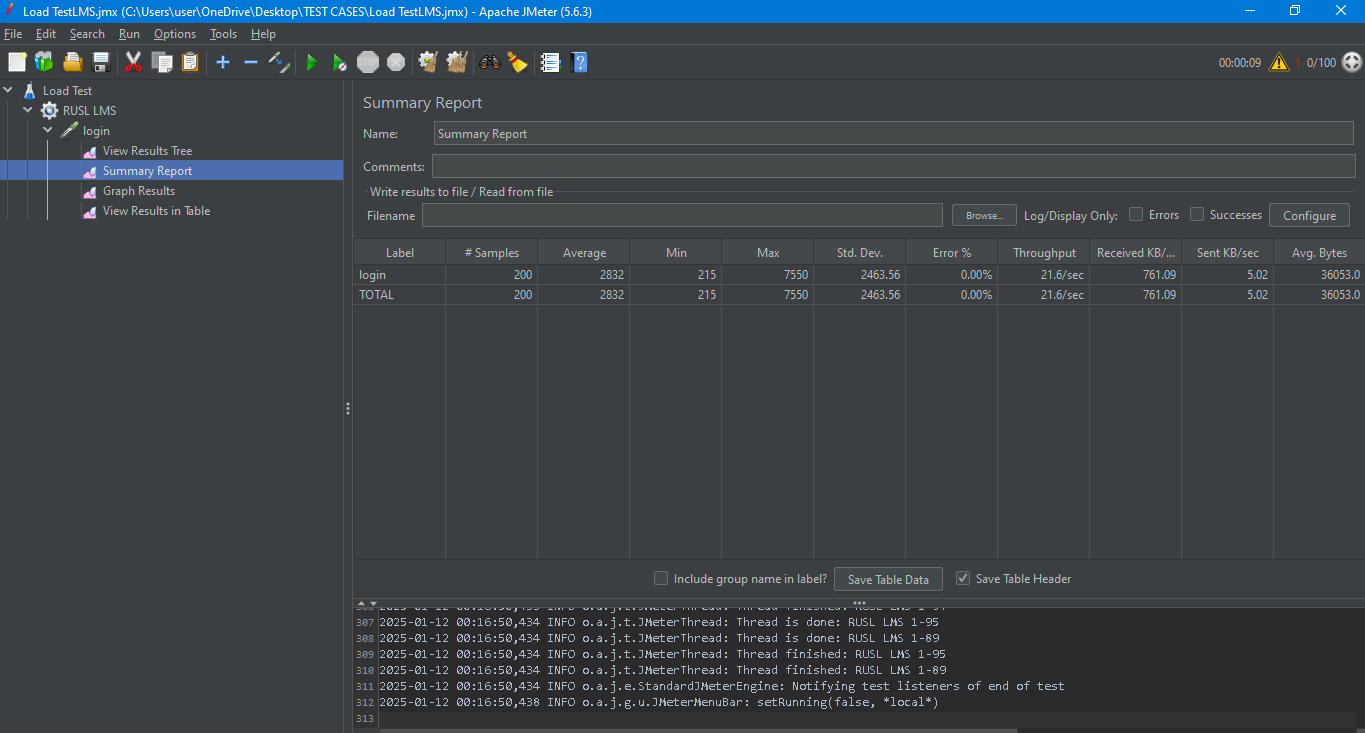 Load TestLMS.jmx (C:\Users\user\OneDrive\Desktop\TEST CASES\Load TestLMS.jmx) - Apache JMeter (5.6.3)
File Edit Search Run Options Tools Help
STOP
00:00:09 1 0/100
Load Test
RUSL LMS
login
View Results Tree
Summary Report
Graph Results
View Results in Table
Summary Report
Name: Summary Report
Comments:
Write results to file / Read from file
Filename Browse... Log/Display Only: Errors Successes Configure
Label # Samples Average Min Max Std. Dev. Error % Throughput Received KB/... Sent KB/sec Avg. Bytes
login 200 2832 215 7550 2463.56 0.00% 21.6/sec 761.09 5.02 36053.0
TOTAL 200 2832 215 7550 2463.56 0.00% 21.6/sec 761.09 5.02 36053.0
Include group name in label? Save Table Data Save Table Header
307 2025-01-12 00:16:50,434 INFO o.a.j.t.JMeterThread: Thread is done: RUSL LMS 1-95
308 2025-01-12 00:16:50,434 INFO o.a.j.t.JMeterThread: Thread is done: RUSL LMS 1-89
309 2025-01-12 00:16:50,434 INFO o.a.j.t.JMeterThread: Thread finished: RUSL LMS 1-95
310 2025-01-12 00:16:50,434 INFO o.a.j.t.JMeterThread: Thread finished: RUSL LMS 1-89
311 2025-01-12 00:16:50,434 INFO o.a.j.e.StandardJMeterEngine: Notifying test listeners of end of test
312 2025-01-12 00:16:50,438 INFO o.a.j.g.u.JMeterMenuBar: setRunning(false, *local*)
313